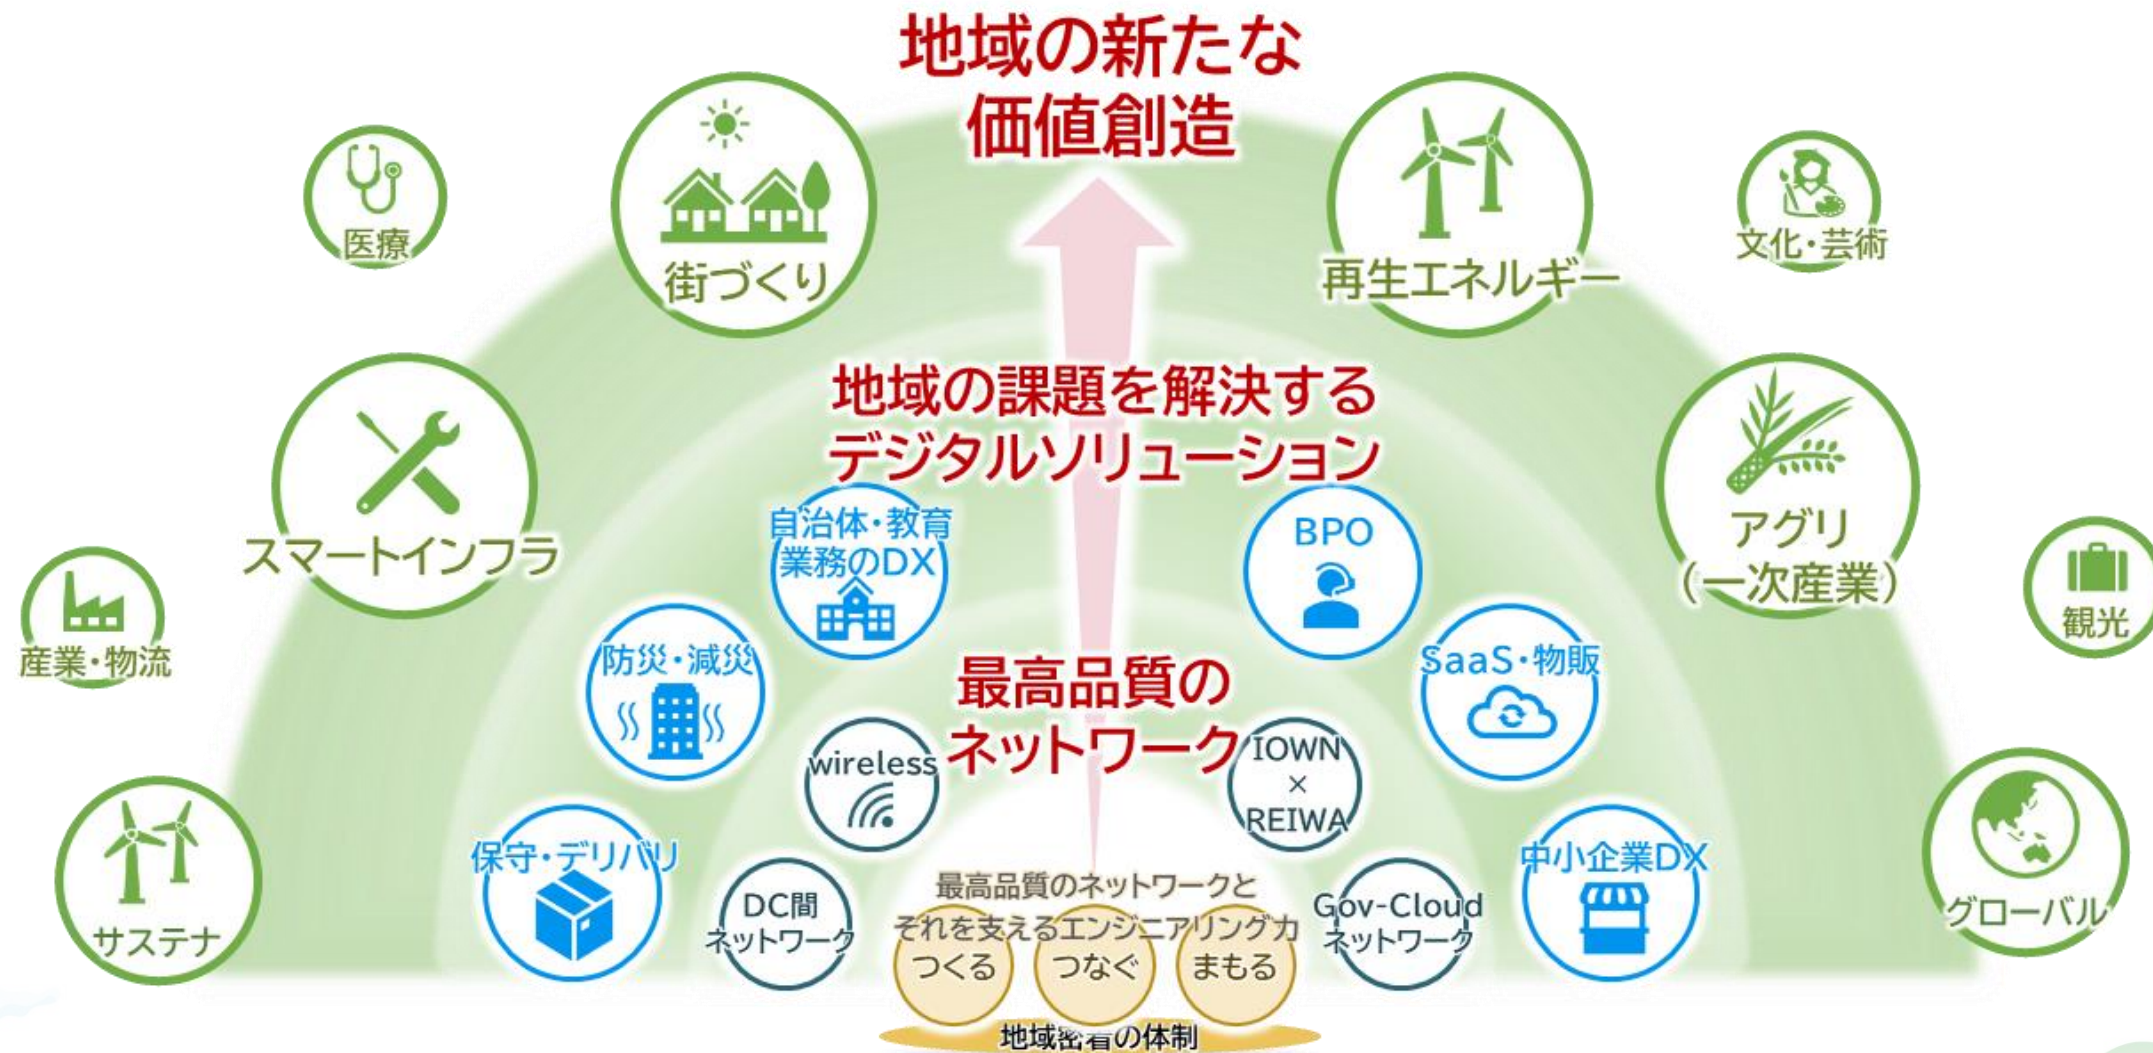 地域の新たな
価値創造
医療
街づくり
再生エネルギー
文化・芸術
地域の課題を解決する
デジタルソリューション
スマートインフラ
アグリ
(一次産業)
産業・物流
観光
自治体・教育
業務のDX
BPO
防災・減災
SaaS・物販
最高品質の
ネットワーク
wireless
IOWN
×
REIWA
サステナ
保守・デリバリ
DC間
ネットワーク
最高品質のネットワークと
それを支えるエンジニアリング力
つくる
つなぐ
まもる
Gov-Cloud
ネットワーク
中小企業DX
グローバル
地域密着の体制